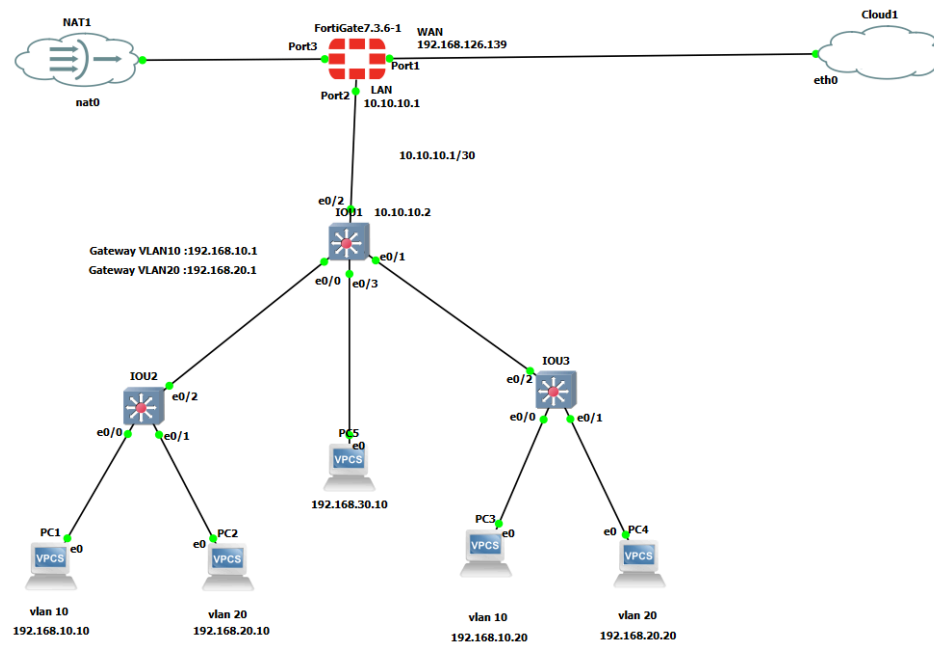 NAT1
nat0
FortiGate7.3.6-1
Port3
WAN
192.168.126.139
Port1
Cloud1
eth0
Port2
LAN
10.10.10.1
10.10.10.1/30
e0/2
IOU1
10.10.10.2
Gateway VLAN10 :192.168.10.1
Gateway VLAN20 :192.168.20.1
e0/0
e0/3
e0/1
IOU2
e0/2
e0/0
e0/1
IOU3
e0/2
e0/0
e0/1
PC5
e0
VPCS
192.168.30.10
PC1
e0
VPCS
vlan 10
192.168.10.10
PC2
e0
VPCS
vlan 20
192.168.20.10
PC3
e0
VPCS
vlan 10
192.168.10.20
PC4
e0
VPCS
vlan 20
192.168.20.20